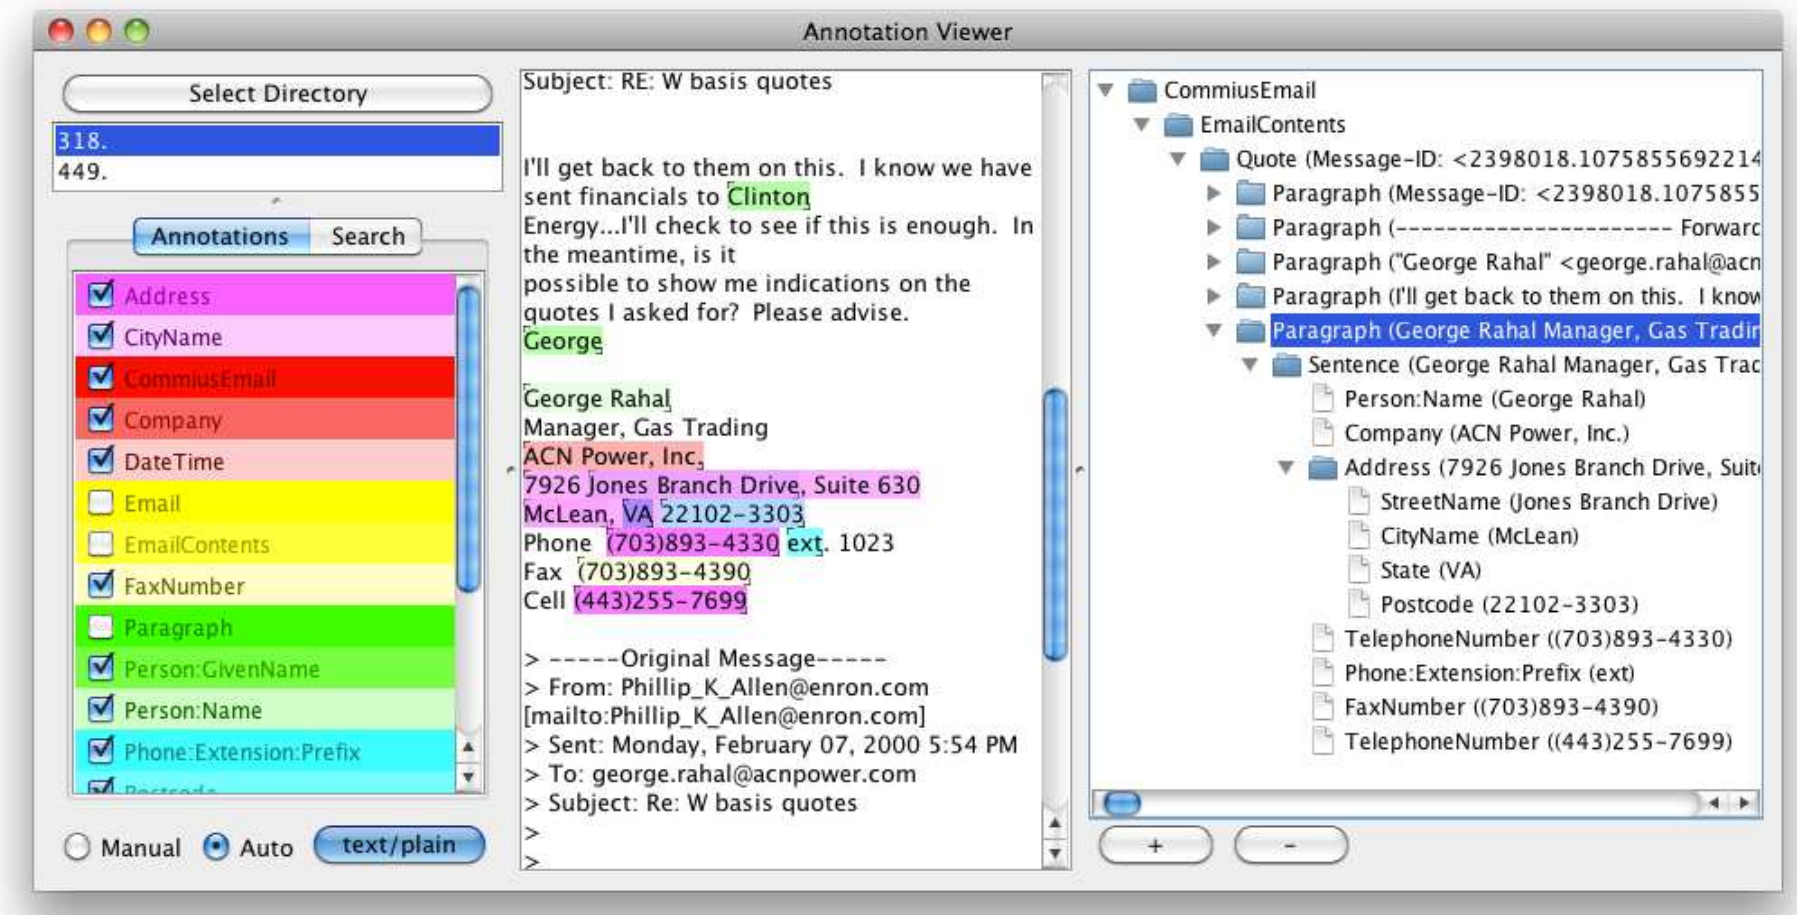 Annotation Viewer
Select Directory
318.
449.
Annotations Search
Address
CityName
CommiusEmail
Company
DateTime
Email
EmailContents
FaxNumber
Paragraph
Person:GivenName
Person:Name
Phone:Extension:Prefix
Postcode
Manual Auto text/plain
Subject: RE: W basis quotes
I'll get back to them on this.  I know we have
sent financials to Clinton
Energy...I'll check to see if this is enough.  In
the meantime, is it
possible to show me indications on the
quotes I asked for?  Please advise.
George
George Rahal
Manager, Gas Trading
ACN Power, Inc.
7926 Jones Branch Drive, Suite 630
McLean, VA 22102-3303
Phone  (703)893-4330 ext. 1023
Fax  (703)893-4390
Cell (443)255-7699
> -----Original Message-----
> From: Phillip_K_Allen@enron.com
[mailto:Phillip_K_Allen@enron.com]
> Sent: Monday, February 07, 2000 5:54 PM
> To: george.rahal@acnpower.com
> Subject: Re: W basis quotes
>
>
CommiusEmail
EmailContents
Quote (Message-ID: <2398018.1075855692214
Paragraph (Message-ID: <2398018.1075855
Paragraph (---------------------- Forward
Paragraph ("George Rahal" <george.rahal@acn
Paragraph (I'll get back to them on this.  I know
Paragraph (George Rahal Manager, Gas Tradin
Sentence (George Rahal Manager, Gas Trac
Person:Name (George Rahal)
Company (ACN Power, Inc.)
Address (7926 Jones Branch Drive, Suite
StreetName (Jones Branch Drive)
CityName (McLean)
State (VA)
Postcode (22102-3303)
TelephoneNumber ((703)893-4330)
Phone:Extension:Prefix (ext)
FaxNumber ((703)893-4390)
TelephoneNumber ((443)255-7699)
+ -